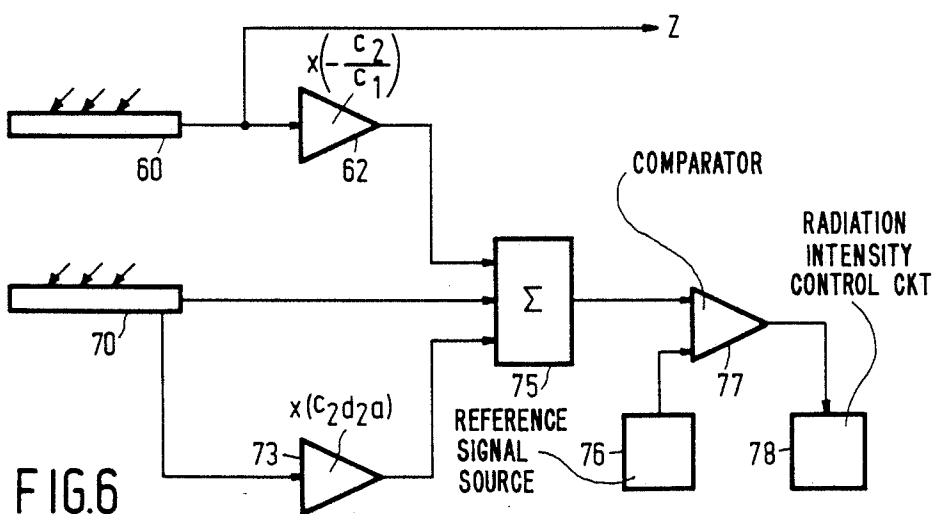 Z
x(-c2/c1)
60
62
COMPARATOR
RADIATION
INTENSITY
CONTROL CKT
70
Σ
75
77
x(c2d2a)
73
REFERENCE
SIGNAL
SOURCE
76
78
FIG.6